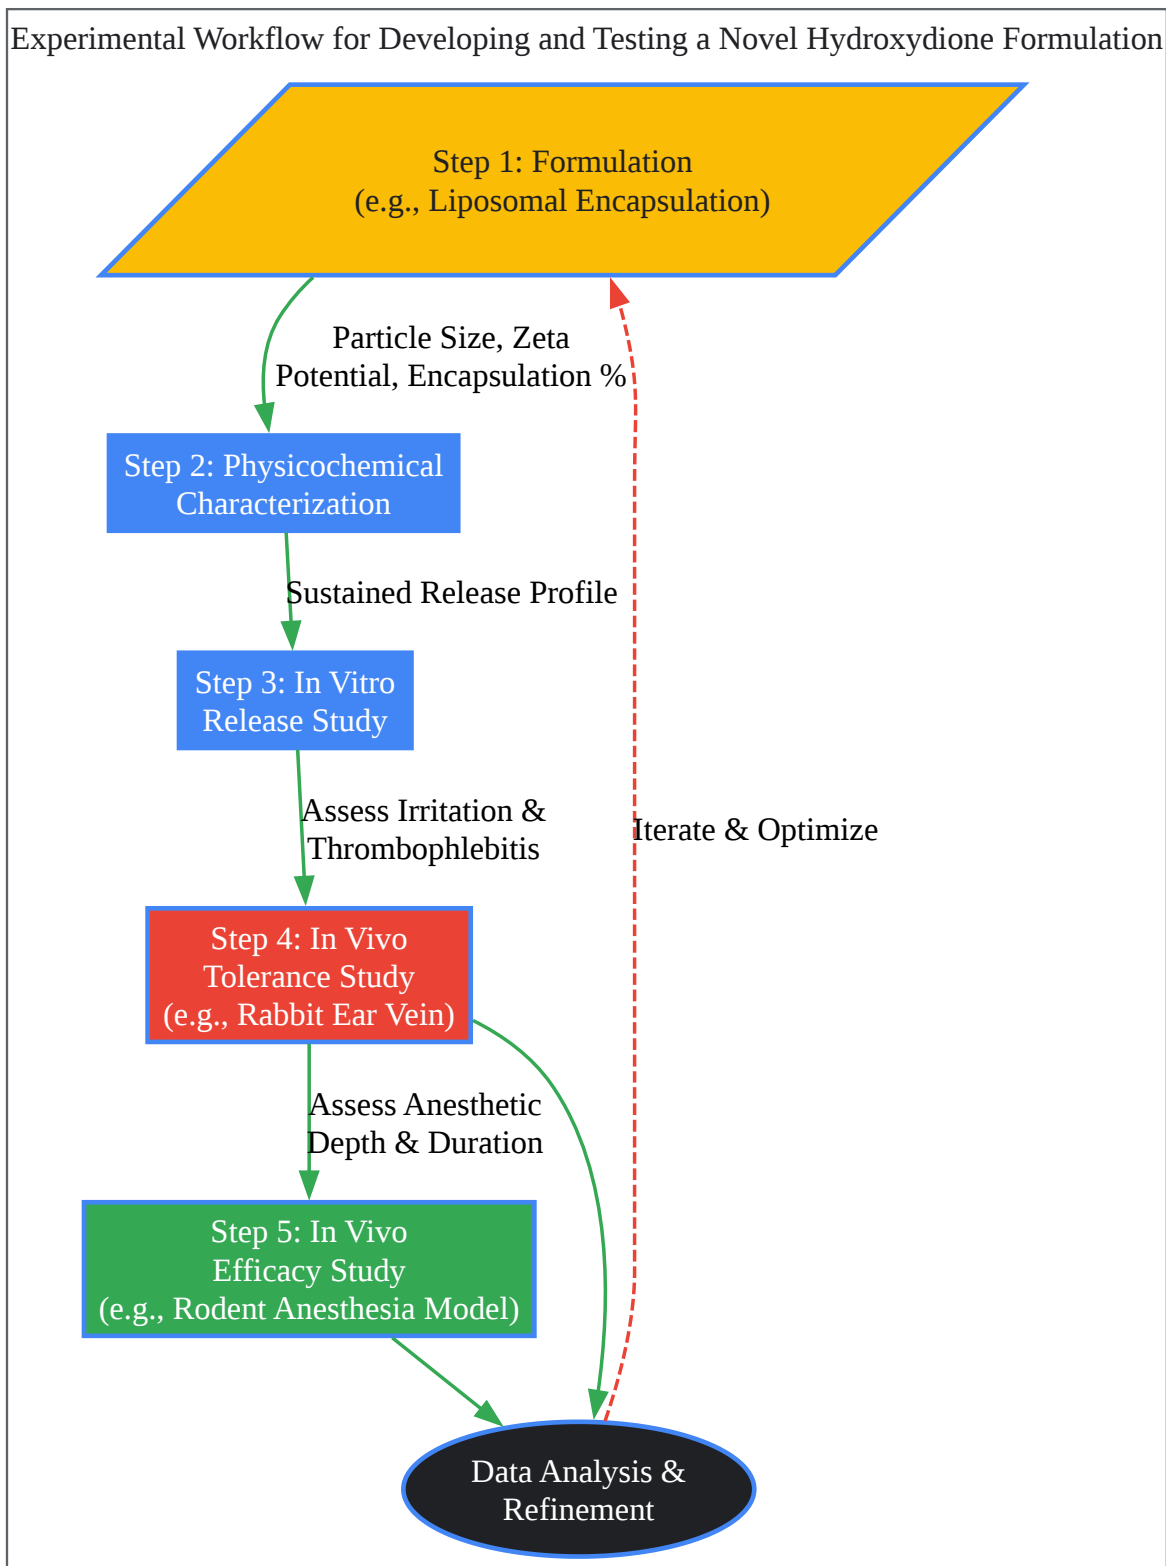 Experimental Workflow for Developing and Testing a Novel Hydroxydione Formulation
Step 1: Formulation
(e.g., Liposomal Encapsulation)
Particle Size, Zeta
Potential, Encapsulation %
Step 2: Physicochemical
Characterization
Sustained Release Profile
Step 3: In Vitro
Release Study
Assess Irritation &
Thrombophlebitis
Iterate & Optimize
Step 4: In Vivo
Tolerance Study
(e.g., Rabbit Ear Vein)
Assess Anesthetic
Depth & Duration
Step 5: In Vivo
Efficacy Study
(e.g., Rodent Anesthesia Model)
Data Analysis &
Refinement